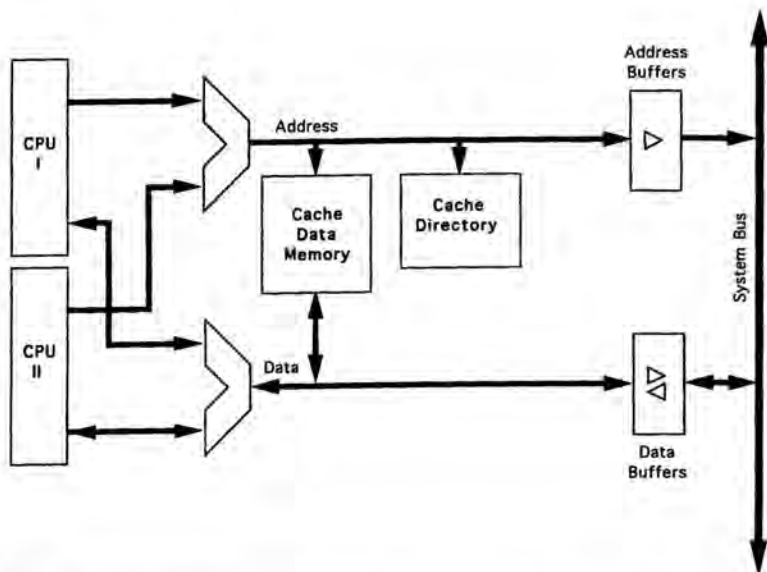 CPU
I
CPU
II
Address
Cache
Data
Memory
Cache
Directory
Data
Address
Buffers
Data
Buffers
System Bus